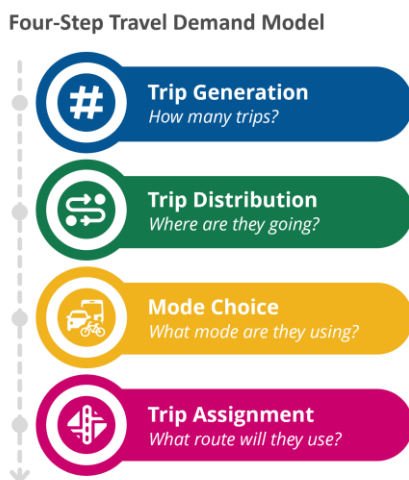 Four-Step Travel Demand Model
#
Trip Generation
How many trips?
Trip Distribution
Where are they going?
Mode Choice
What mode are they using?
Trip Assignment
What route will they use?